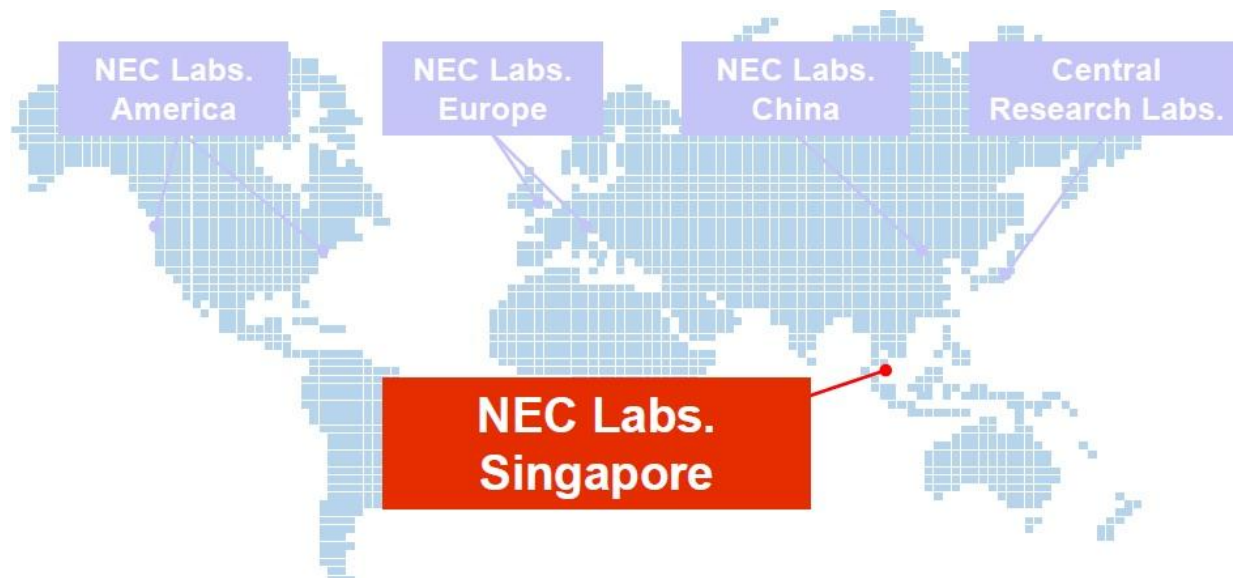 NEC Labs.
America
NEC Labs.
Europe
NEC Labs.
China
Central
Research Labs.
NEC Labs.
Singapore